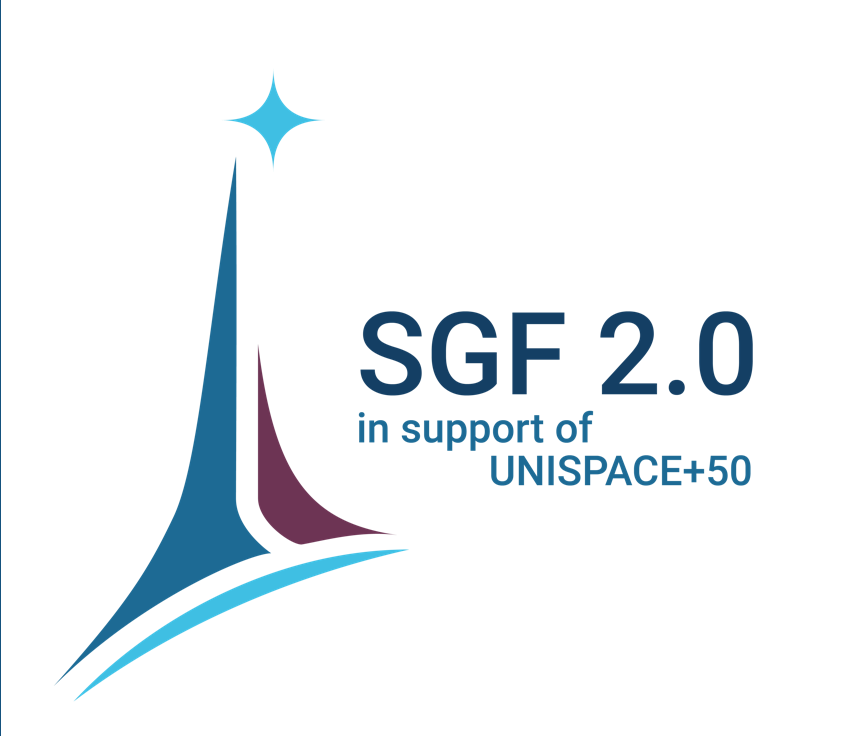 SGF 2.0
in support of
UNISPACE+50